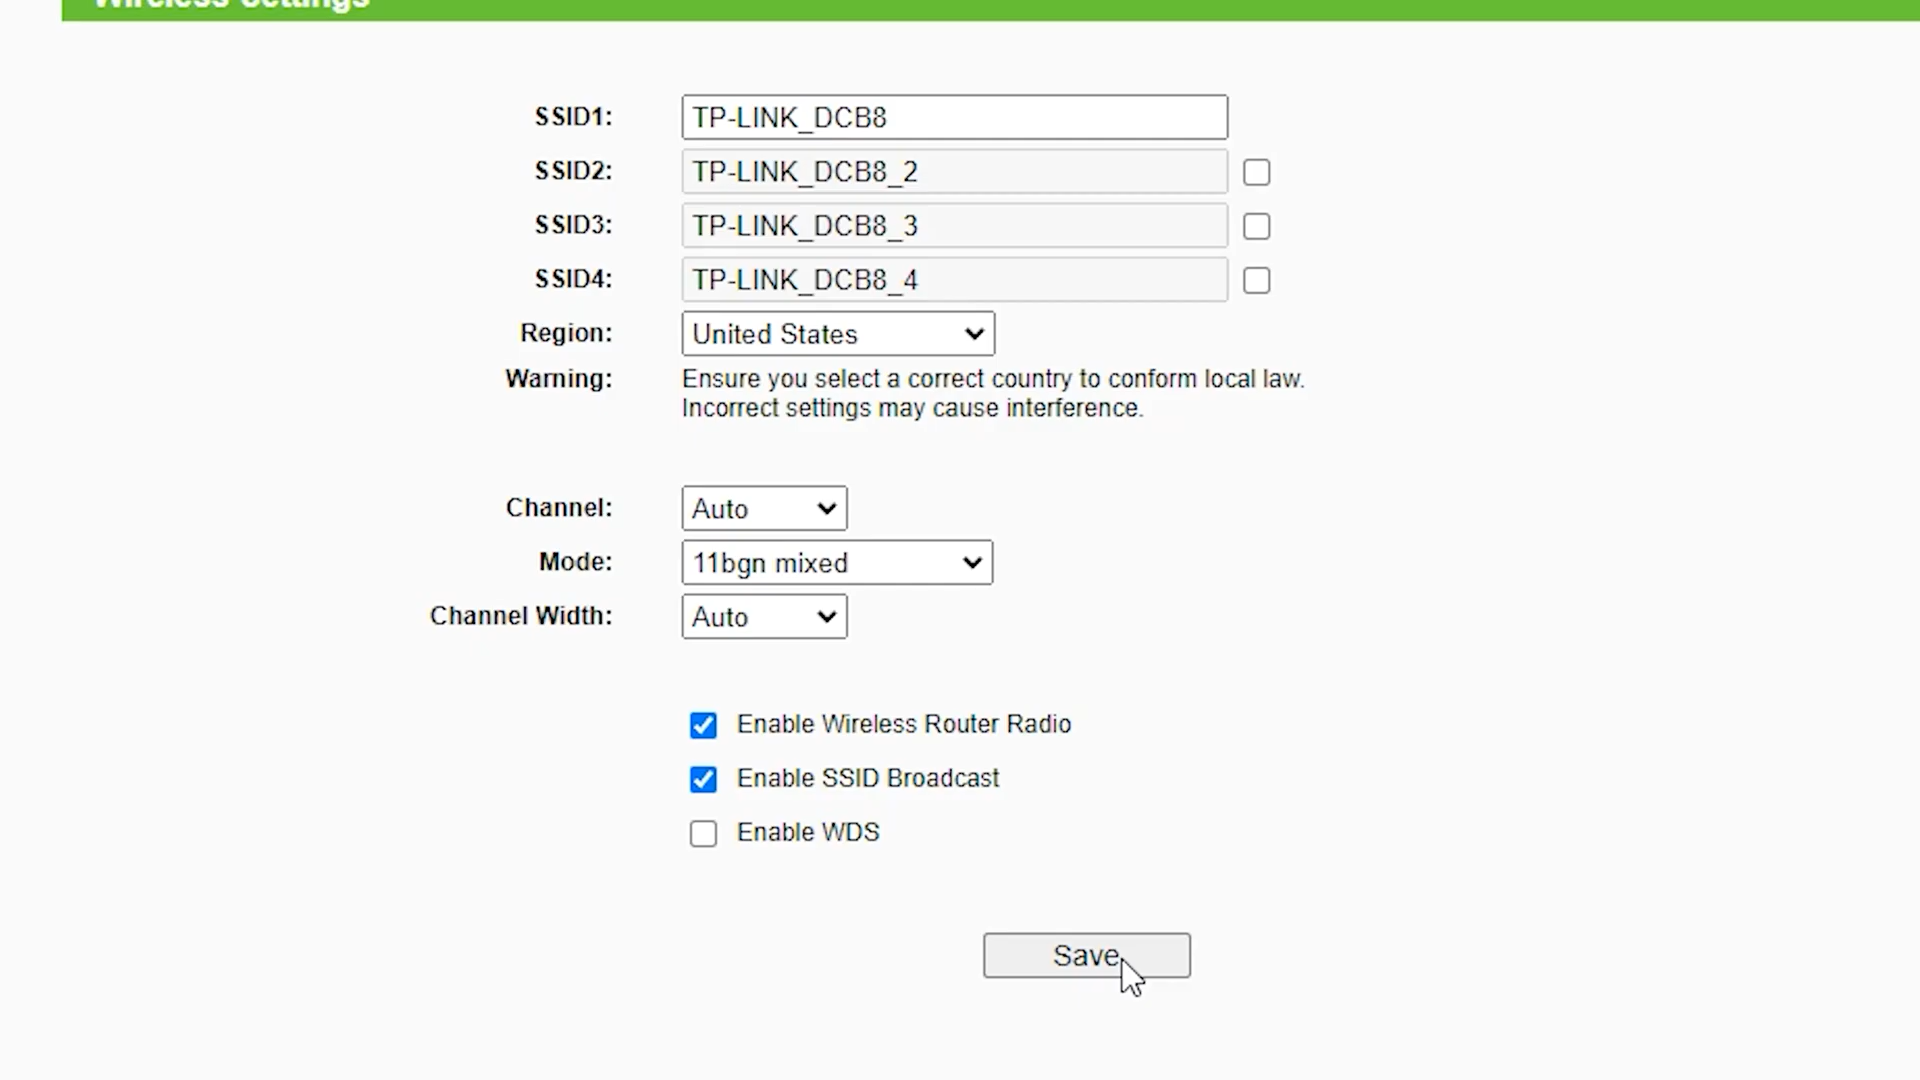 Wireless Settings
SSID1: TP-LINK_DCB8
SSID2: TP-LINK_DCB8_2
SSID3: TP-LINK_DCB8_3
SSID4: TP-LINK_DCB8_4
Region: United States
Warning: Ensure you select a correct country to conform local law.
Incorrect settings may cause interference.
Channel: Auto
Mode: 11bgn mixed
Channel Width: Auto
Enable Wireless Router Radio
Enable SSID Broadcast
Enable WDS
Save